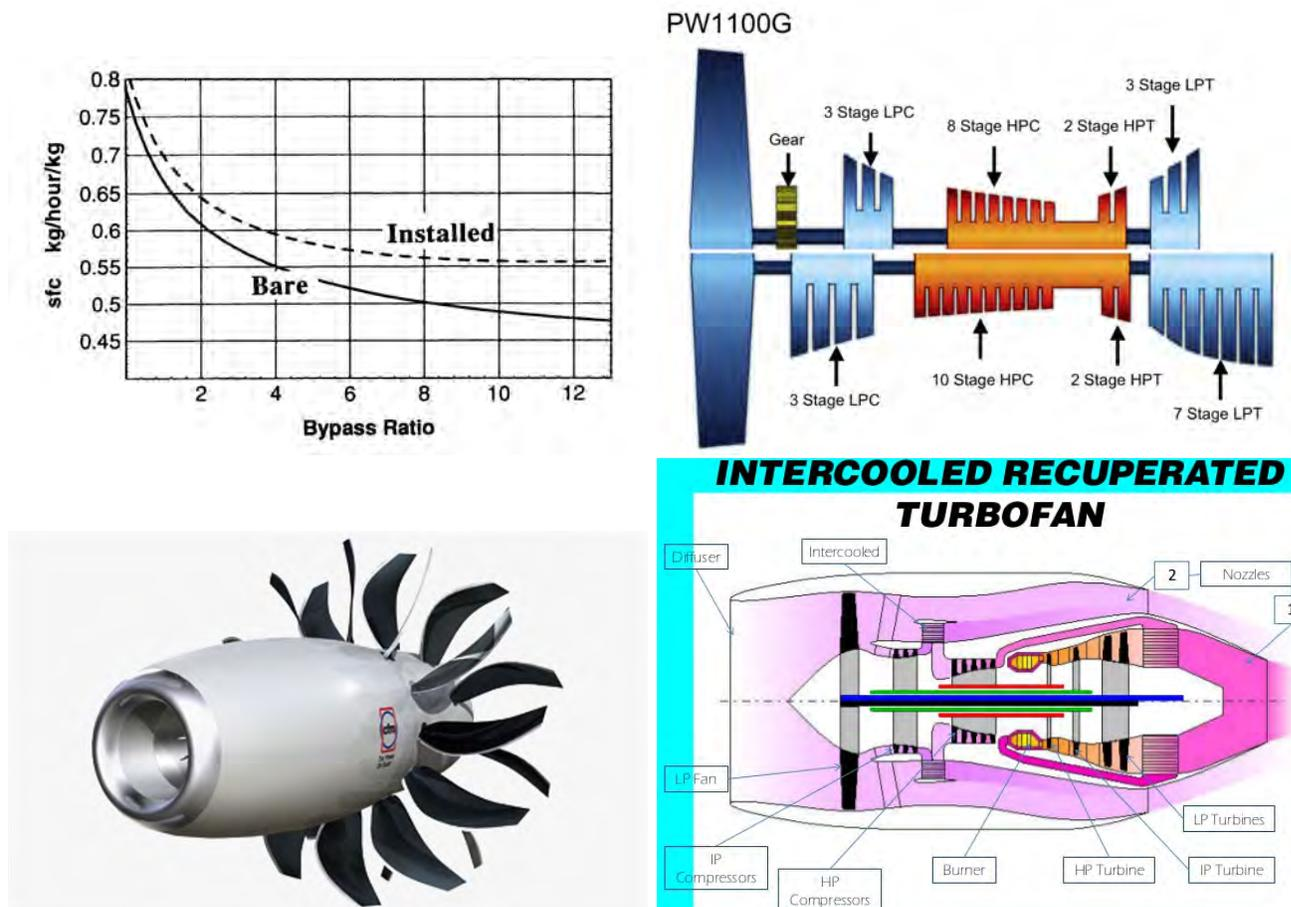 0.8
0.75
0.7
0.65
0.6
0.55
0.5
0.45
sfc kg/hour/kg
Installed
Bare
2 4 6 8 10 12
Bypass Ratio
PW1100G
Gear
3 Stage LPC
8 Stage HPC
2 Stage HPT
3 Stage LPT
3 Stage LPC
10 Stage HPC
2 Stage HPT
7 Stage LPT
INTERCOOLED RECUPERATED
TURBOFAN
Diffuser
Intercooled
2
Nozzles
1
LP Fan
IP
Compressors
HP
Compressors
Burner
HP Turbine
IP Turbine
LP Turbines